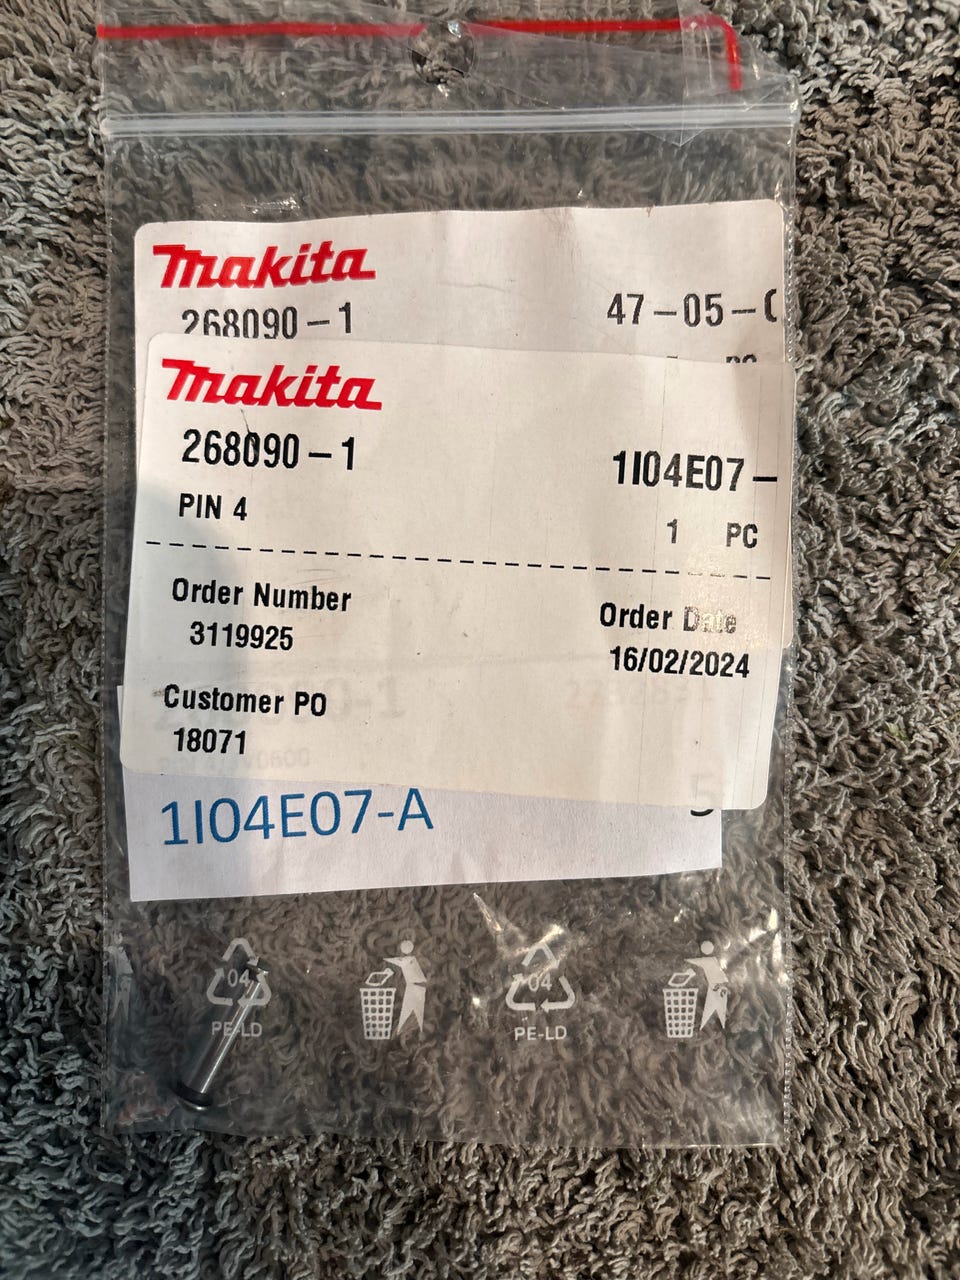 makita
268090-1 47-05-
makita
268090-1 1I04E07-
PIN 4
1 PC
Order Number Order Date
3119925 16/02/2024
Customer PO
18071
1I04E07-A 5
04 04
PE-LD PE-LD